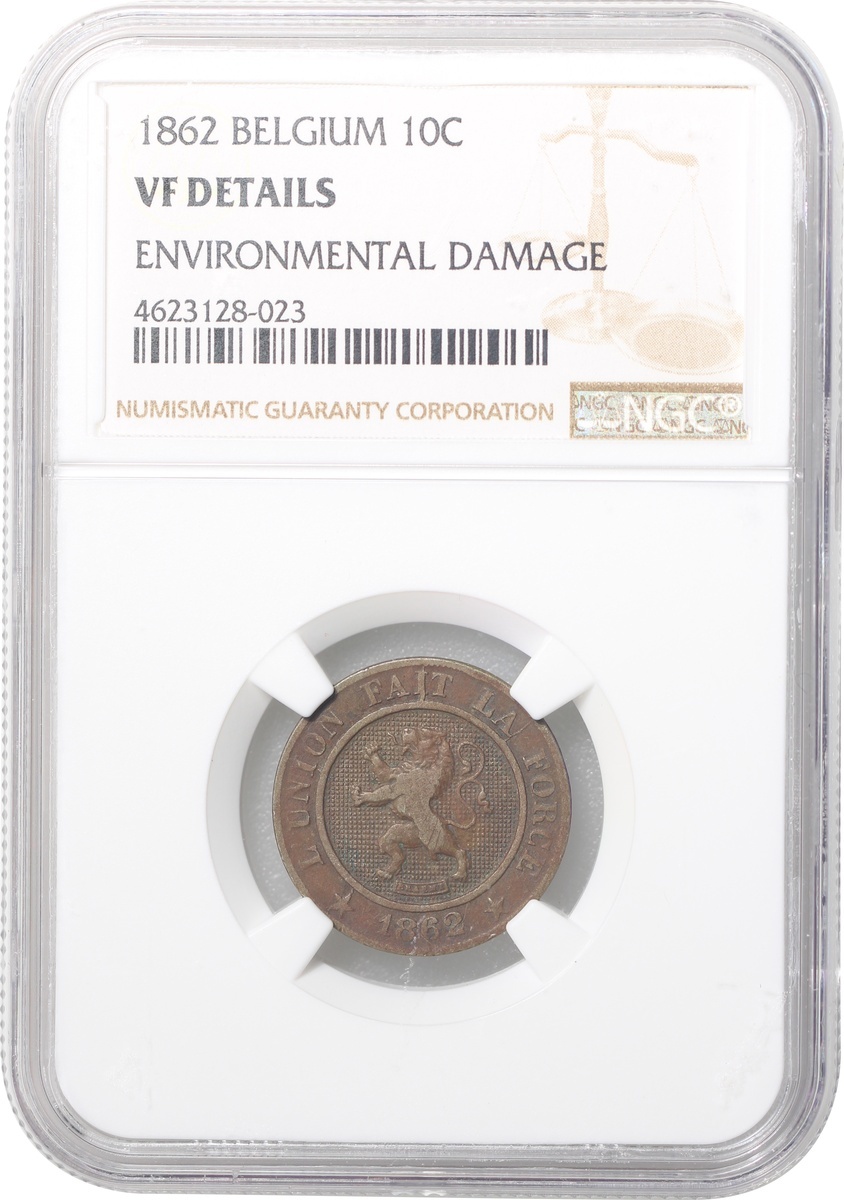 1862 BELGIUM 10C
VF DETAILS
ENVIRONMENTAL DAMAGE
4623128-023
NUMISMATIC GUARANTY CORPORATION
NGC®
L'UNION FAIT LA FORCE
1862